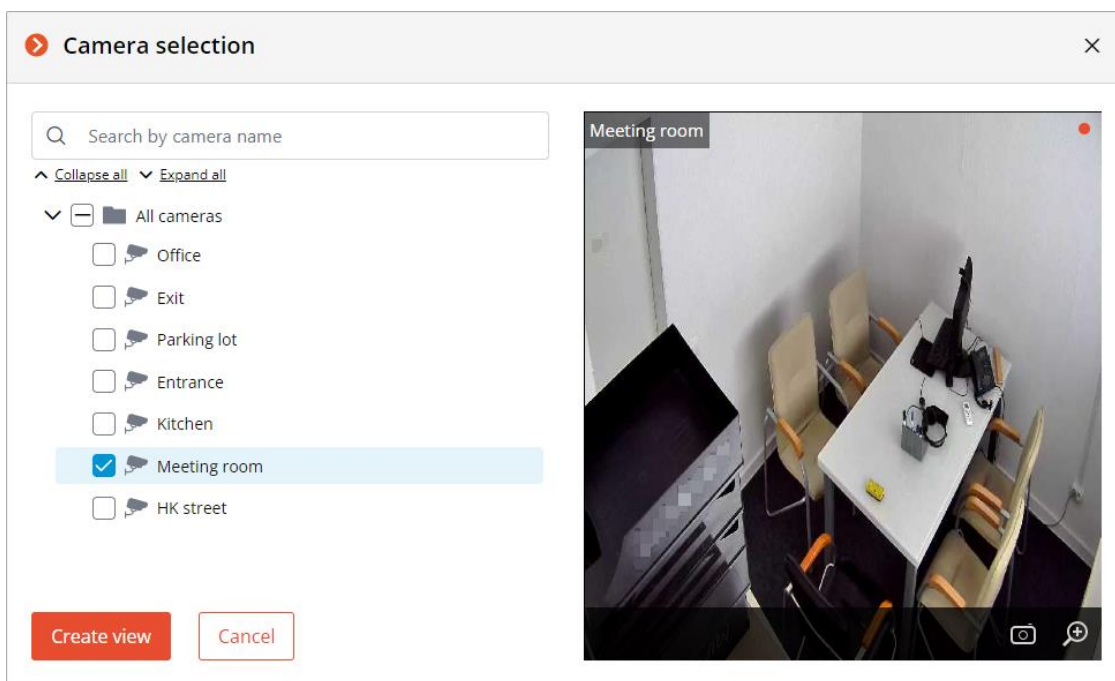 Camera selection
Search by camera name
Collapse all Expand all
All cameras
Office
Exit
Parking lot
Entrance
Kitchen
Meeting room
HK street
Create view Cancel
Meeting room